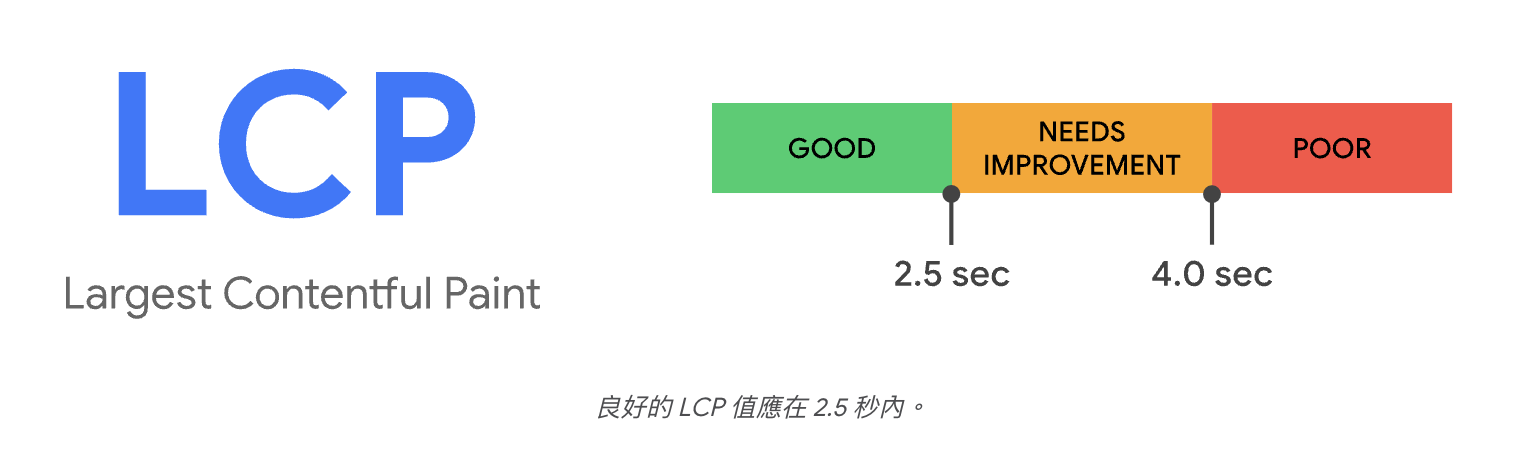 LCP
Largest Contentful Paint
GOOD
NEEDS
IMPROVEMENT
POOR
2.5 sec
4.0 sec
良好的 LCP 值應在 2.5 秒內。